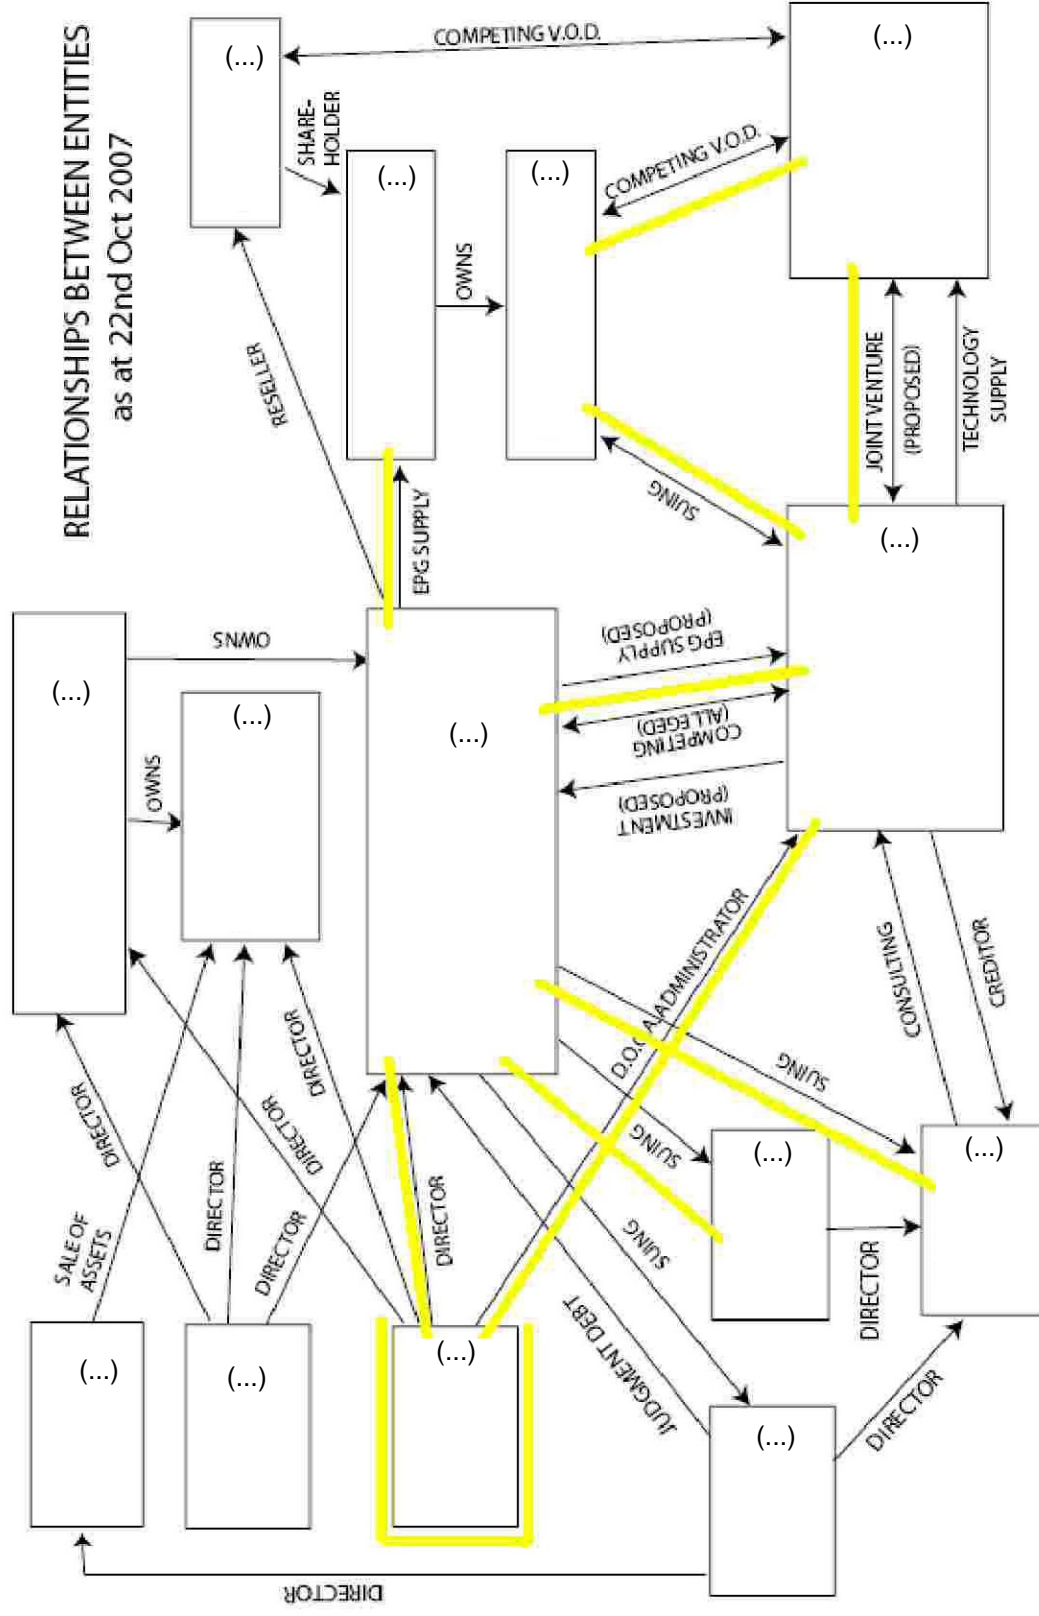 RELATIONSHIPS BETWEEN ENTITIES
as at 22nd Oct 2007
(...)
COMPETING V.O.D.
(...)
SHARE-
HOLDER
(...)
(...)
COMPETING V.O.D.
RESELLER
OWNS
EPG SUPPLY
SUING
JOINT VENTURE
(PROPOSED)
TECHNOLOGY
SUPPLY
(...)
OWNS
(...)
(...)
OWNS
(...)
EPG SUPPLY
(PROPOSED)
COMPETING
(ALLEGED)
INVESTMENT
(PROPOSED)
D.O.C.A. ADMINISTRATOR
CONSULTING
CREDITOR
DIRECTOR
DIRECTOR
DIRECTOR
SALE OF
ASSETS
DIRECTOR
DIRECTOR
DIRECTOR
SUING
SUING
SUING
JUDGMENT DEBT
(...)
(...)
DIRECTOR
(...)
(...)
(...)
(...)
DIRECTOR
DIRECTOR